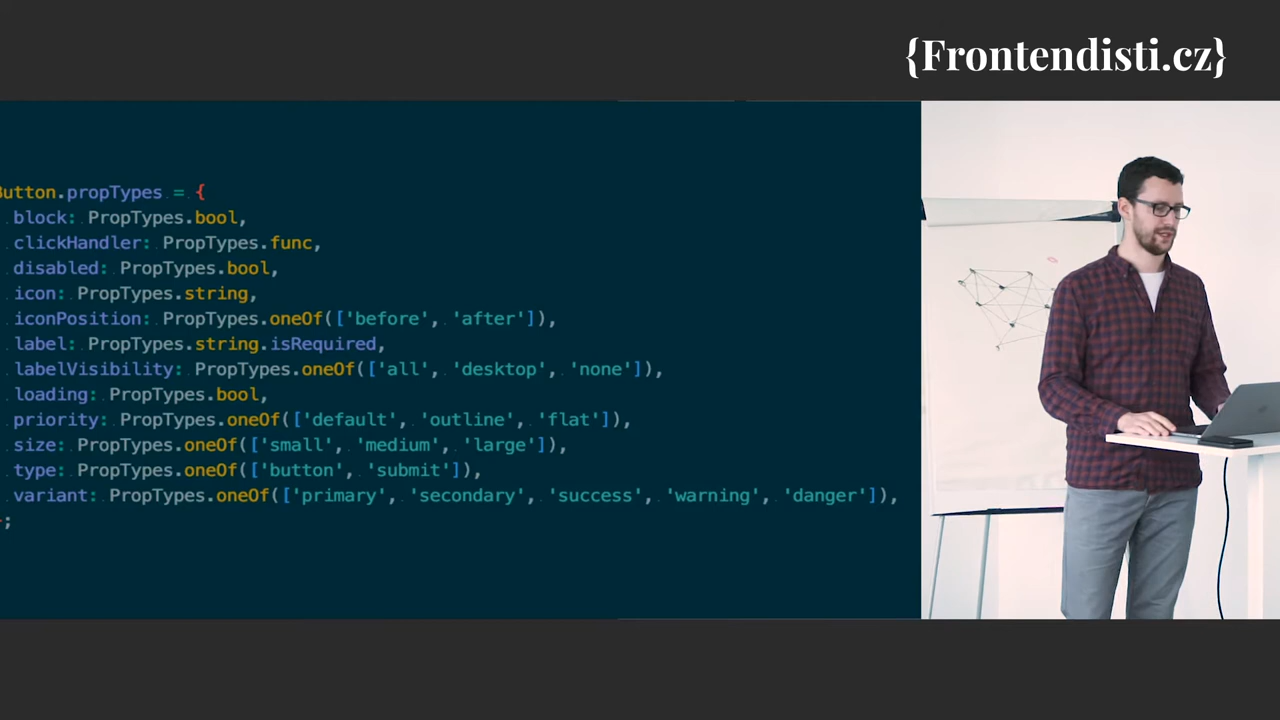 {Frontendisti.cz}
Button.propTypes = {
block: PropTypes.bool,
clickHandler: PropTypes.func,
disabled: PropTypes.bool,
icon: PropTypes.string,
iconPosition: PropTypes.oneOf(['before', 'after']),
label: PropTypes.string.isRequired,
labelVisibility: PropTypes.oneOf(['all', 'desktop', 'none']),
loading: PropTypes.bool,
priority: PropTypes.oneOf(['default', 'outline', 'flat']),
size: PropTypes.oneOf(['small', 'medium', 'large']),
type: PropTypes.oneOf(['button', 'submit']),
variant: PropTypes.oneOf(['primary', 'secondary', 'success', 'warning', 'danger']),
};